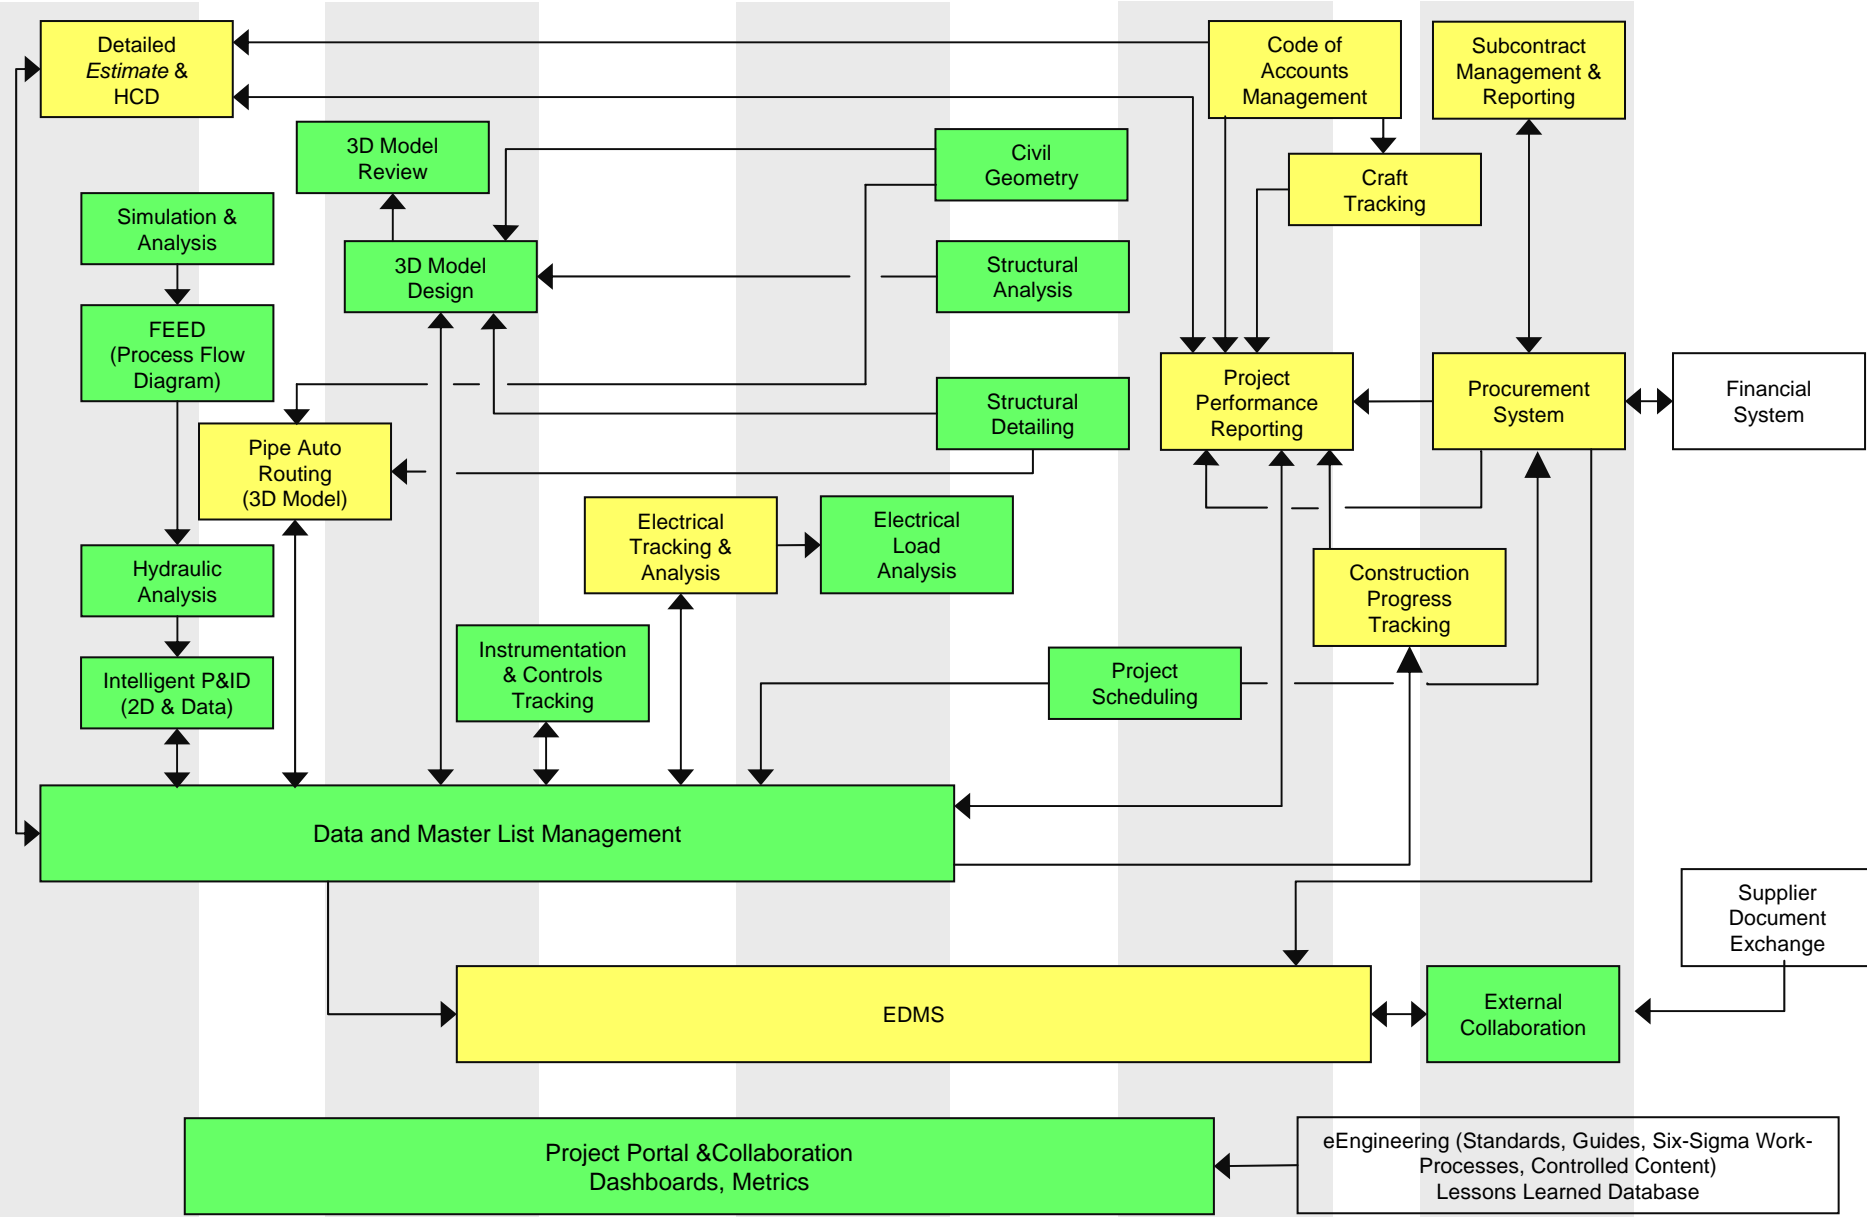 Detailed
Estimate &
HCD
Code of
Accounts
Management
Subcontract
Management &
Reporting
3D Model
Review
Civil
Geometry
Craft
Tracking
Simulation &
Analysis
3D Model
Design
Structural
Analysis
FEED
(Process Flow
Diagram)
Structural
Detailing
Project
Performance
Reporting
Procurement
System
Financial
System
Pipe Auto
Routing
(3D Model)
Electrical
Tracking &
Analysis
Electrical
Load
Analysis
Hydraulic
Analysis
Construction
Progress
Tracking
Intelligent P&ID
(2D & Data)
Instrumentation
& Controls
Tracking
Project
Scheduling
Data and Master List Management
Supplier
Document
Exchange
EDMS
External
Collaboration
Project Portal &Collaboration
Dashboards, Metrics
eEngineering (Standards, Guides, Six-Sigma Work-
Processes, Controlled Content)
Lessons Learned Database